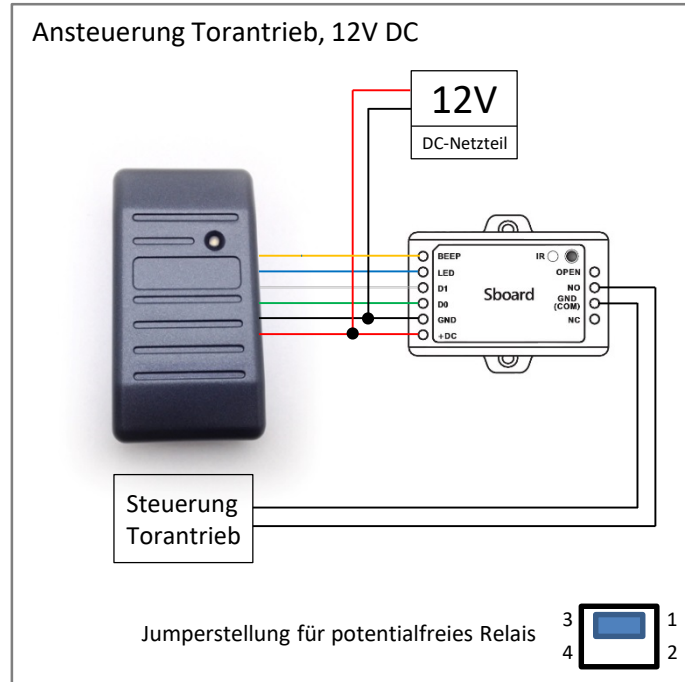 Ansteuerung Torantrieb, 12V DC
12V
DC-Netzteil
BEEP
LED
D1
D0
GND
+DC
Sboard
IR
OPEN
NO
GND
(COM)
NC
Steuerung
Torantrieb
Jumperstellung für potentialfreies Relais
3
1
4
2